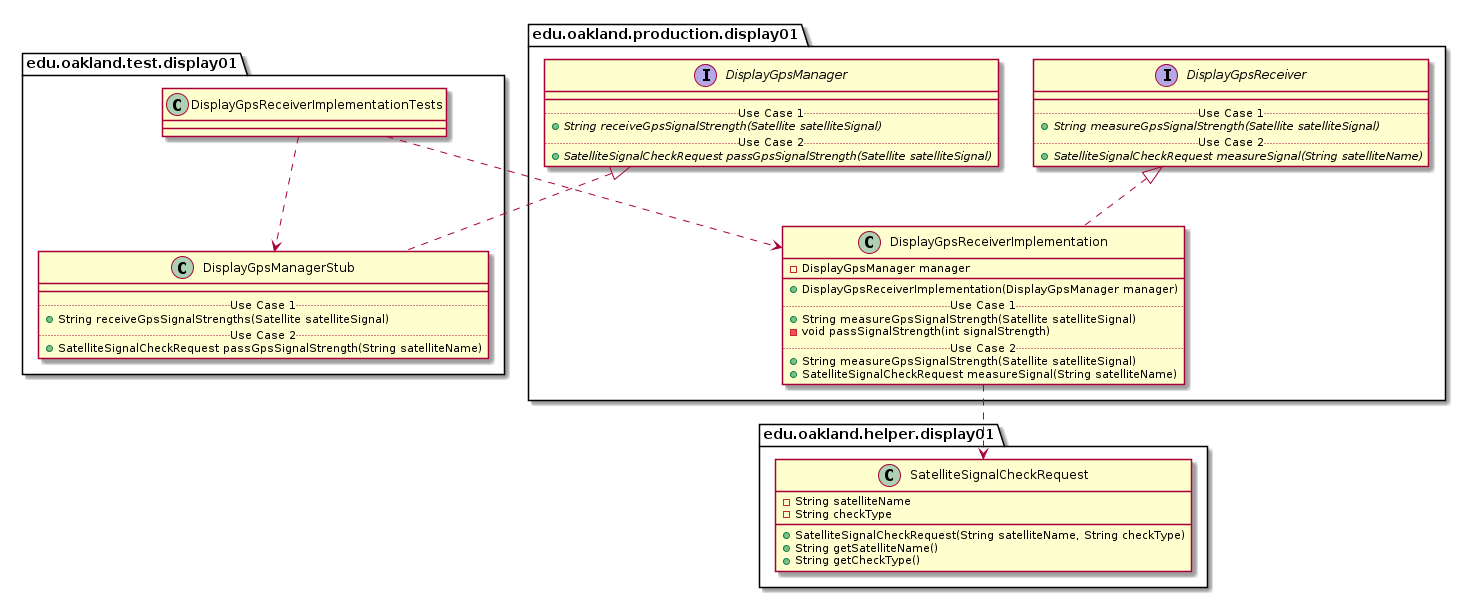 edu.oakland.test.display01
C DisplayGpsReceiverImplementationTests
C DisplayGpsManagerStub
Use Case 1
String receiveGpsSignalStrengths(Satellite satelliteSignal)
Use Case 2
SatelliteSignalCheckRequest passGpsSignalStrength(String satelliteName)
edu.oakland.production.display01
I DisplayGpsManager
Use Case 1
String receiveGpsSignalStrength(Satellite satelliteSignal)
Use Case 2
SatelliteSignalCheckRequest passGpsSignalStrength(Satellite satelliteSignal)
I DisplayGpsReceiver
Use Case 1
String measureGpsSignalStrength(Satellite satelliteSignal)
Use Case 2
SatelliteSignalCheckRequest measureSignal(String satelliteName)
C DisplayGpsReceiverImplementation
DisplayGpsManager manager
DisplayGpsReceiverImplementation(DisplayGpsManager manager)
Use Case 1
String measureGpsSignalStrength(Satellite satelliteSignal)
void passSignalStrength(int signalStrength)
Use Case 2
String measureGpsSignalStrength(Satellite satelliteSignal)
SatelliteSignalCheckRequest measureSignal(String satelliteName)
edu.oakland.helper.display01
C SatelliteSignalCheckRequest
String satelliteName
String checkType
SatelliteSignalCheckRequest(String satelliteName, String checkType)
String getSatelliteName()
String getCheckType()